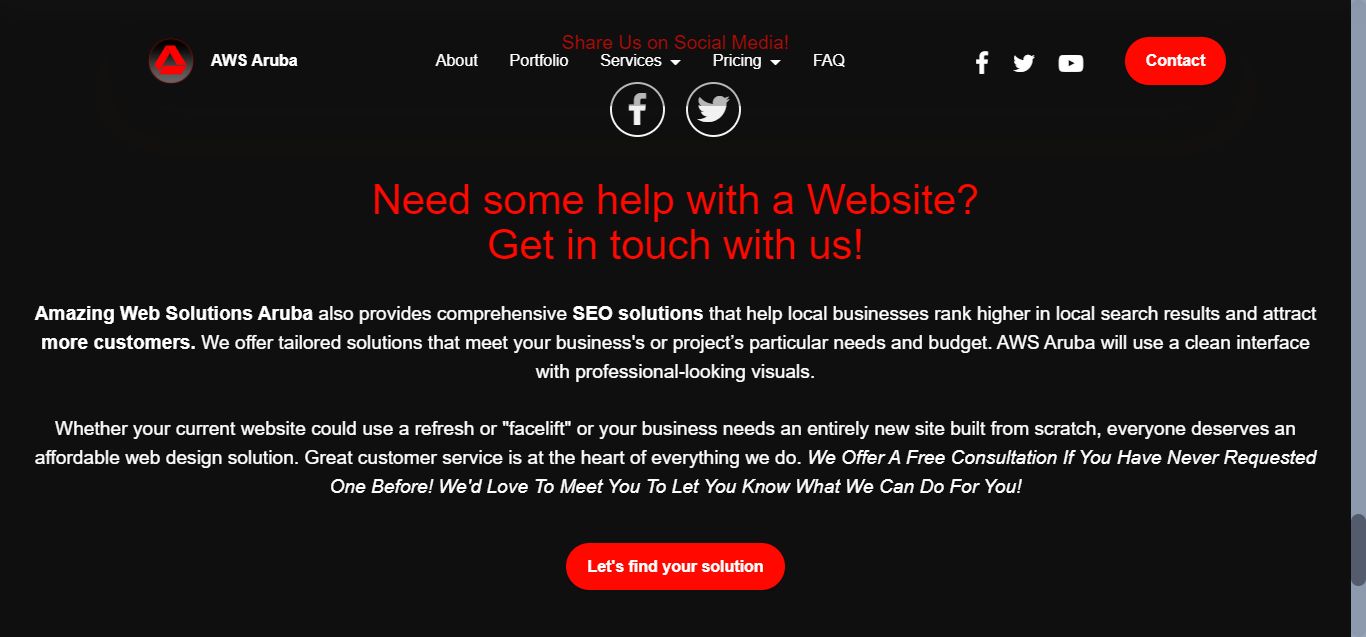 Share Us on Social Media!
AWS Aruba
About
Portfolio
Services
Pricing
FAQ
Contact
Need some help with a Website?
Get in touch with us!
Amazing Web Solutions Aruba also provides comprehensive SEO solutions that help local businesses rank higher in local search results and attract
more customers. We offer tailored solutions that meet your business's or project’s particular needs and budget. AWS Aruba will use a clean interface
with professional-looking visuals.
Whether your current website could use a refresh or "facelift" or your business needs an entirely new site built from scratch, everyone deserves an
affordable web design solution. Great customer service is at the heart of everything we do. We Offer A Free Consultation If You Have Never Requested
One Before! We'd Love To Meet You To Let You Know What We Can Do For You!
Let's find your solution